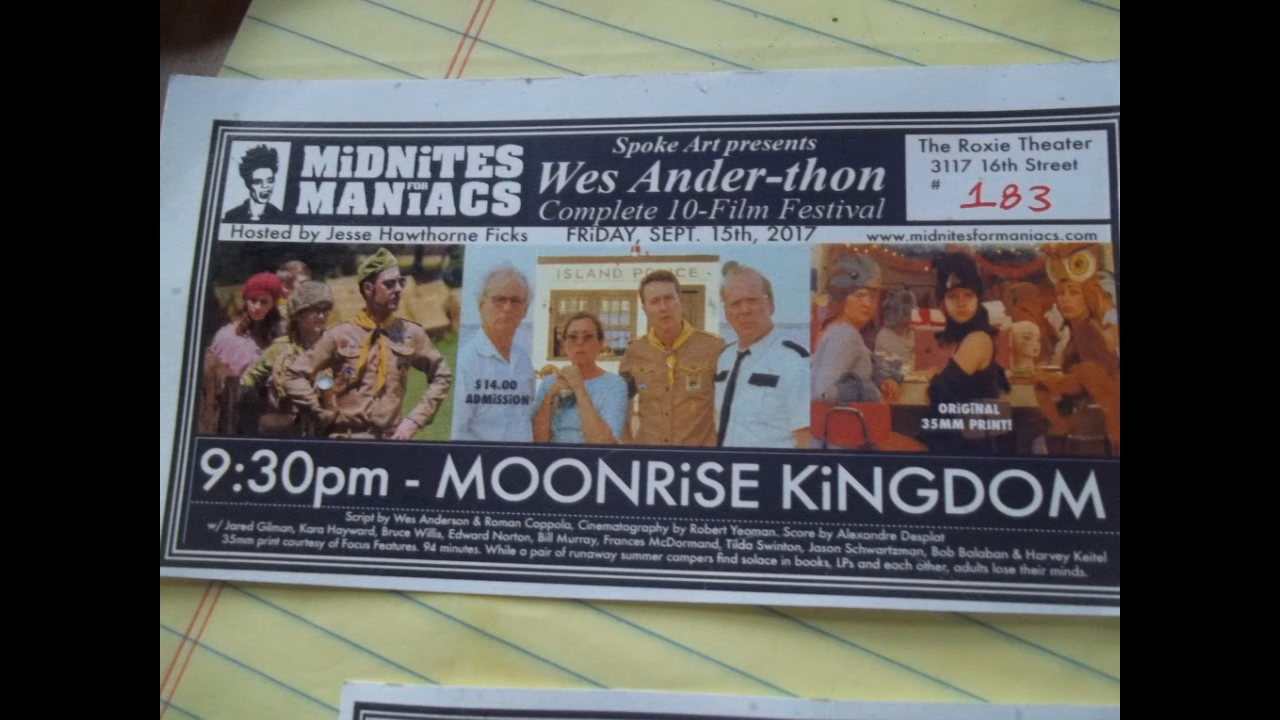 MiDNiTES
FOR
MANiACS
Spoke Art presents
Wes Ander-thon
Complete 10-Film Festival
The Roxie Theater
3117 16th Street
# 183
Hosted by Jesse Hawthorne Ficks
FRiDAY, SEPT. 15th, 2017
www.midnitesformaniacs.com
ISLAND POLICE
$14.00
ADMiSSiON
ORiGiNAL
35MM PRiNT!
9:30pm - MOONRiSE KiNGDOM
Script by Wes Anderson & Roman Coppola, Cinematography by Robert Yeoman. Score by Alexandre Desplat
w/ Jared Gilman, Kara Hayward, Bruce Willis, Edward Norton, Bill Murray, Frances McDormand, Tilda Swinton, Jason Schwartzman, Bob Balaban & Harvey Keitel
35mm print courtesy of Focus Features. 94 minutes. While a pair of runaway summer campers find solace in books, LPs and each other, adults lose their minds.